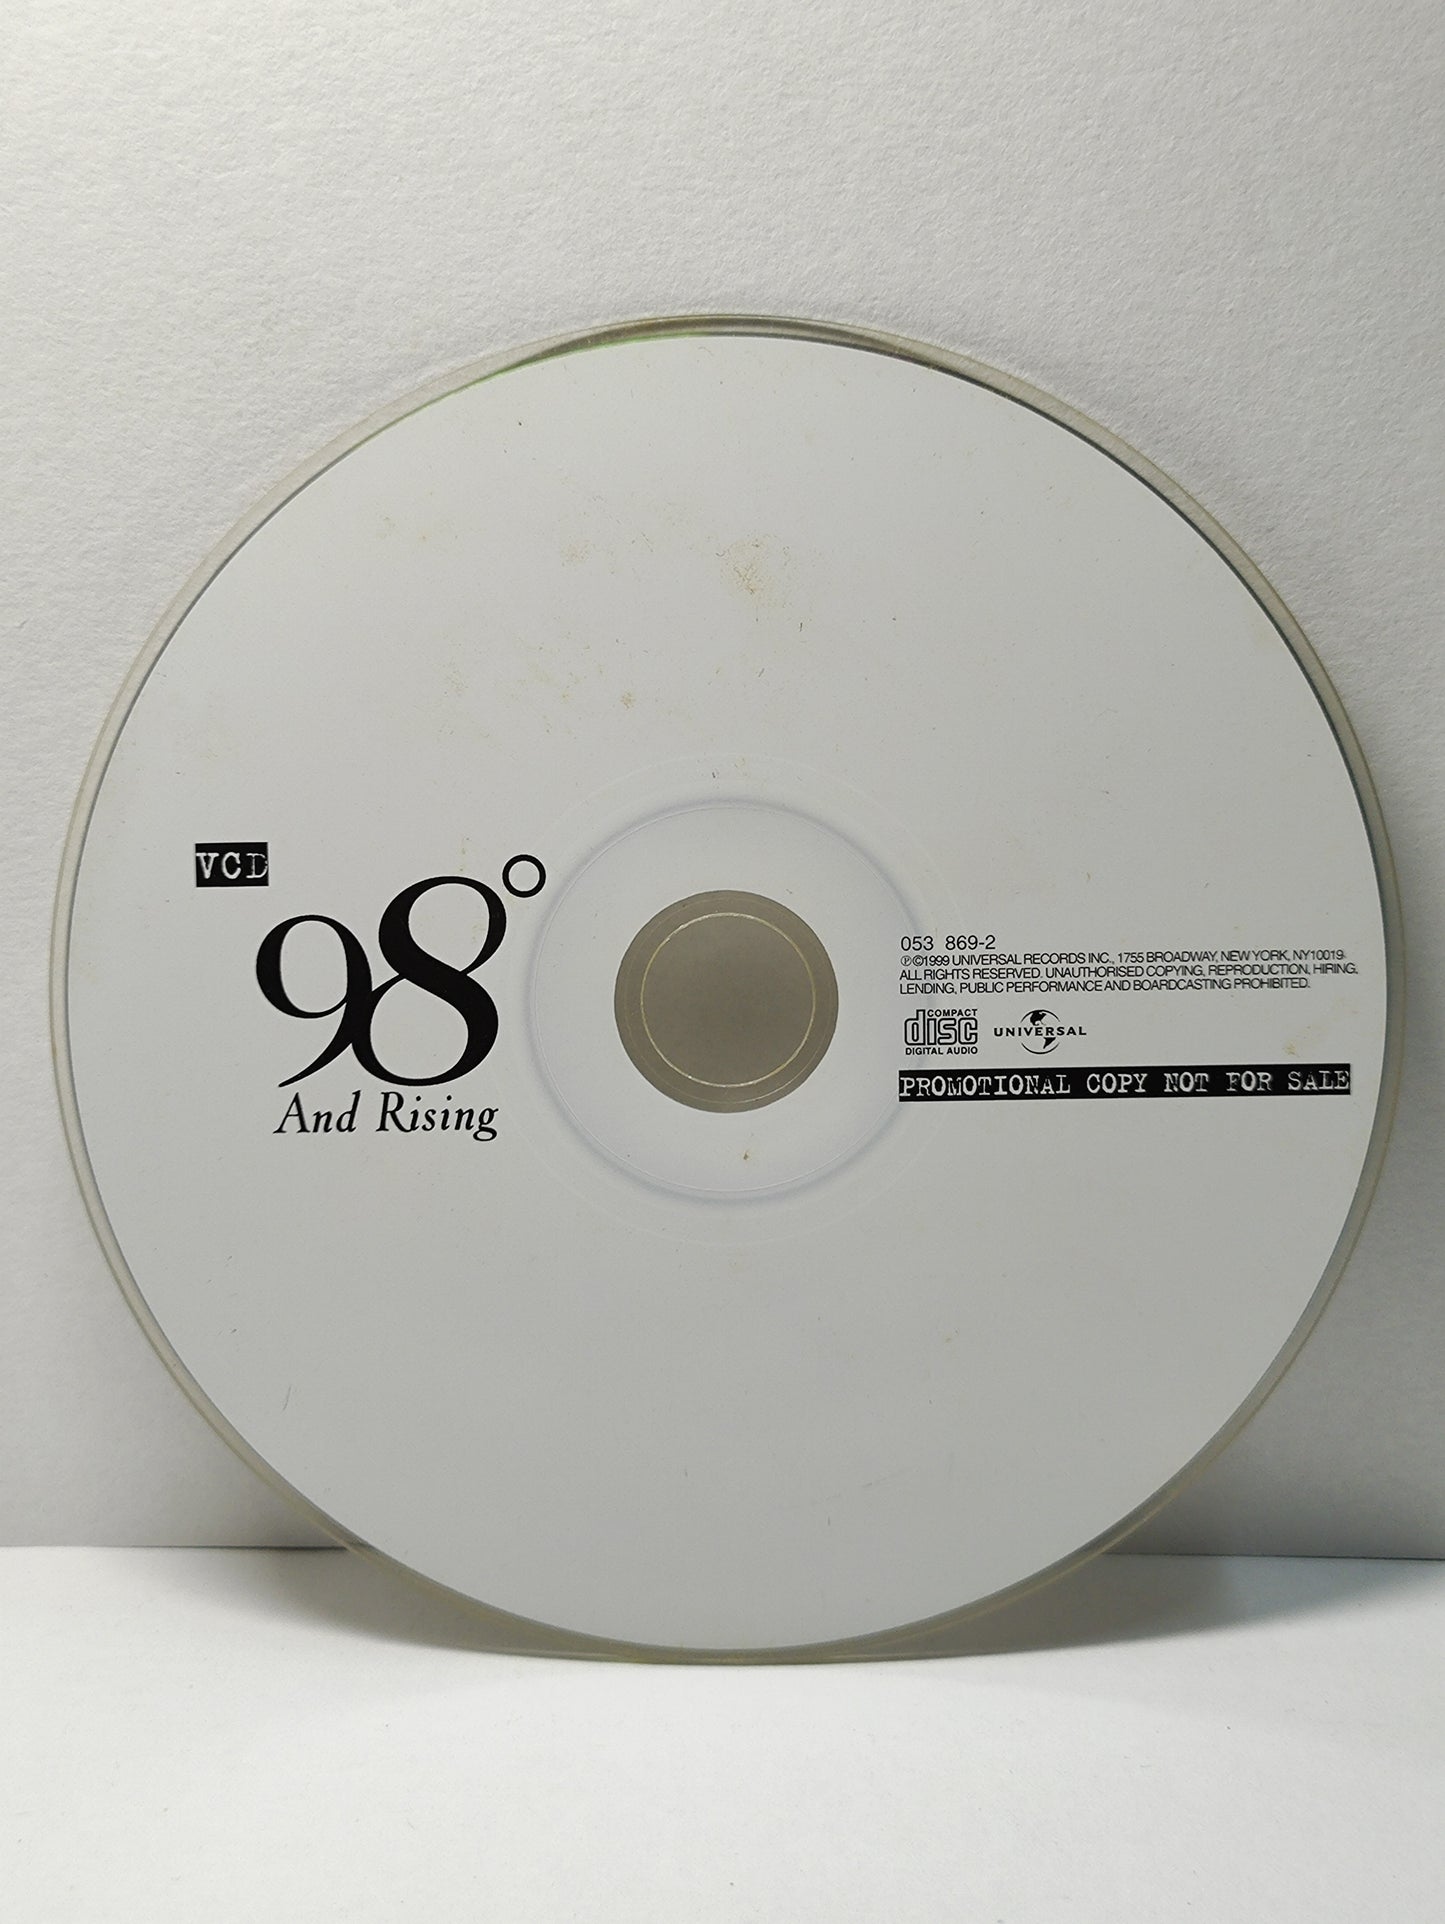 VCD
98°
And Rising
053 869-2
℗©1999 UNIVERSAL RECORDS INC., 1755 BROADWAY, NEW YORK, NY10019.
ALL RIGHTS RESERVED. UNAUTHORISED COPYING, REPRODUCTION, HIRING,
LENDING, PUBLIC PERFORMANCE AND BOARDCASTING PROHIBITED.
COMPACT
disc
DIGITAL AUDIO
UNIVERSAL
PROMOTIONAL COPY NOT FOR SALE